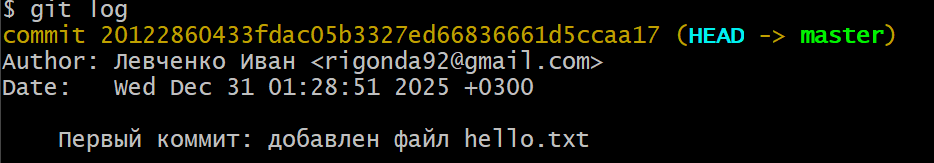 $ git log
commit 20122860433fdac05b3327ed66836661d5ccaa17 (HEAD -> master)
Author: Левченко Иван <rigonda92@gmail.com>
Date:   Wed Dec 31 01:28:51 2025 +0300

    Первый коммит: добавлен файл hello.txt